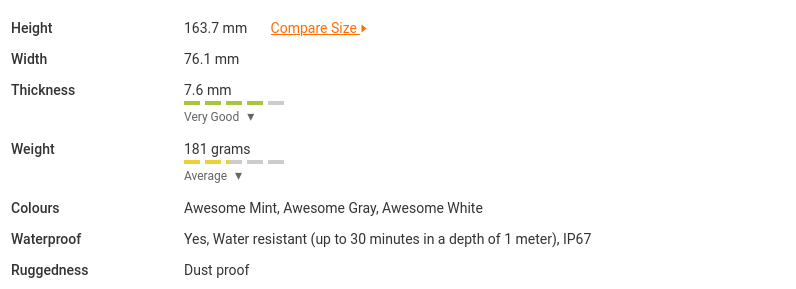 Height 163.7 mm Compare Size
Width 76.1 mm
Thickness 7.6 mm
Very Good ▼
Weight 181 grams
Average ▼
Colours Awesome Mint, Awesome Gray, Awesome White
Waterproof Yes, Water resistant (up to 30 minutes in a depth of 1 meter), IP67
Ruggedness Dust proof